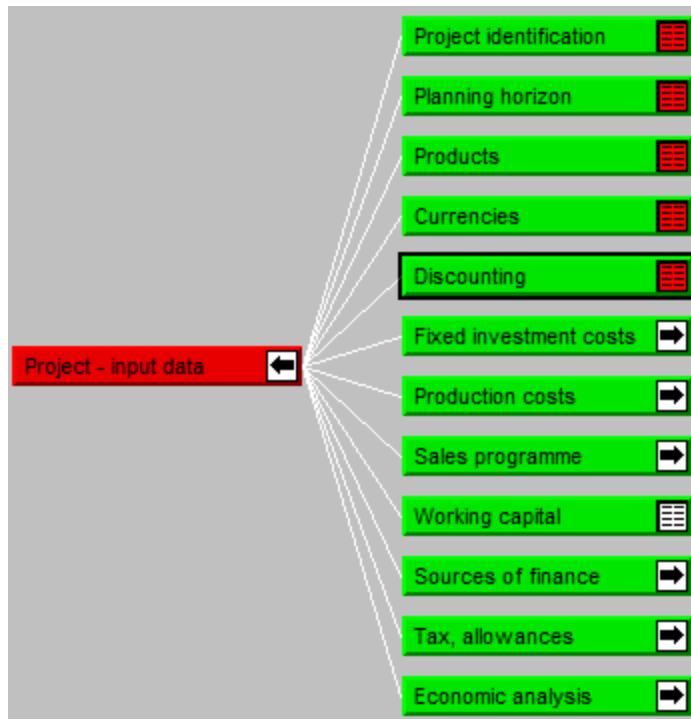 Project identification
Planning horizon
Products
Currencies
Discounting
Project - input data
Fixed investment costs
Production costs
Sales programme
Working capital
Sources of finance
Tax, allowances
Economic analysis